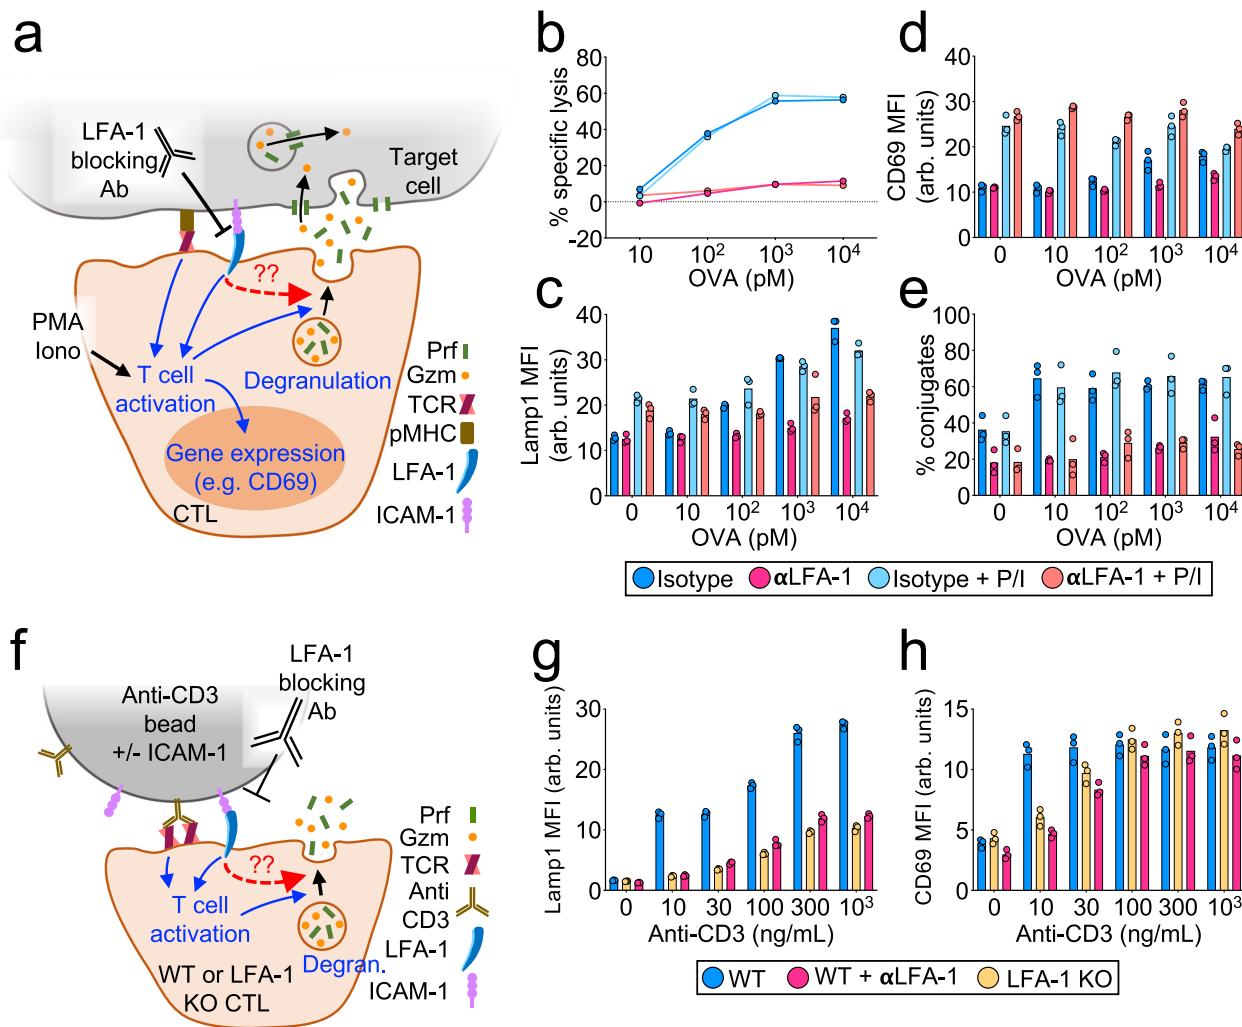 a
LFA-1
blocking
Ab
Target
cell
??
PMA
Iono
T cell
activation
Degranulation
Gene expression
(e.g. CD69)
CTL
Prf
Gzm
TCR
pMHC
LFA-1
ICAM-1
b
% specific lysis
80
60
40
20
0
-20
10
10²
10³
10⁴
OVA (pM)
c
Lamp1 MFI
(arb. units)
40
30
20
10
0
0
10
10²
10³
10⁴
OVA (pM)
d
CD69 MFI
(arb. units)
40
30
20
10
0
0
10
10²
10³
10⁴
OVA (pM)
e
% conjugates
100
80
60
40
20
0
0
10
10²
10³
10⁴
OVA (pM)
Isotype
αLFA-1
Isotype + P/I
αLFA-1 + P/I
f
LFA-1
blocking
Ab
Anti-CD3
bead
+/- ICAM-1
??
T cell
activation
Degran.
WT or LFA-1
KO CTL
Prf
Gzm
TCR
Anti
CD3
LFA-1
ICAM-1
g
Lamp1 MFI (arb. units)
30
20
10
0
0
10
30
100
300
10³
Anti-CD3 (ng/mL)
h
CD69 MFI (arb. units)
15
10
5
0
0
10
30
100
300
10³
Anti-CD3 (ng/mL)
WT
WT + αLFA-1
LFA-1 KO